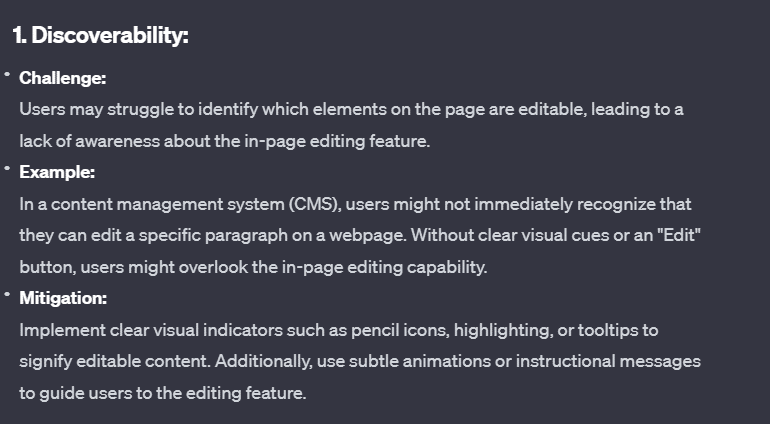 1. Discoverability:
• Challenge:
Users may struggle to identify which elements on the page are editable, leading to a
lack of awareness about the in-page editing feature.
• Example:
In a content management system (CMS), users might not immediately recognize that
they can edit a specific paragraph on a webpage. Without clear visual cues or an "Edit"
button, users might overlook the in-page editing capability.
• Mitigation:
Implement clear visual indicators such as pencil icons, highlighting, or tooltips to
signify editable content. Additionally, use subtle animations or instructional messages
to guide users to the editing feature.